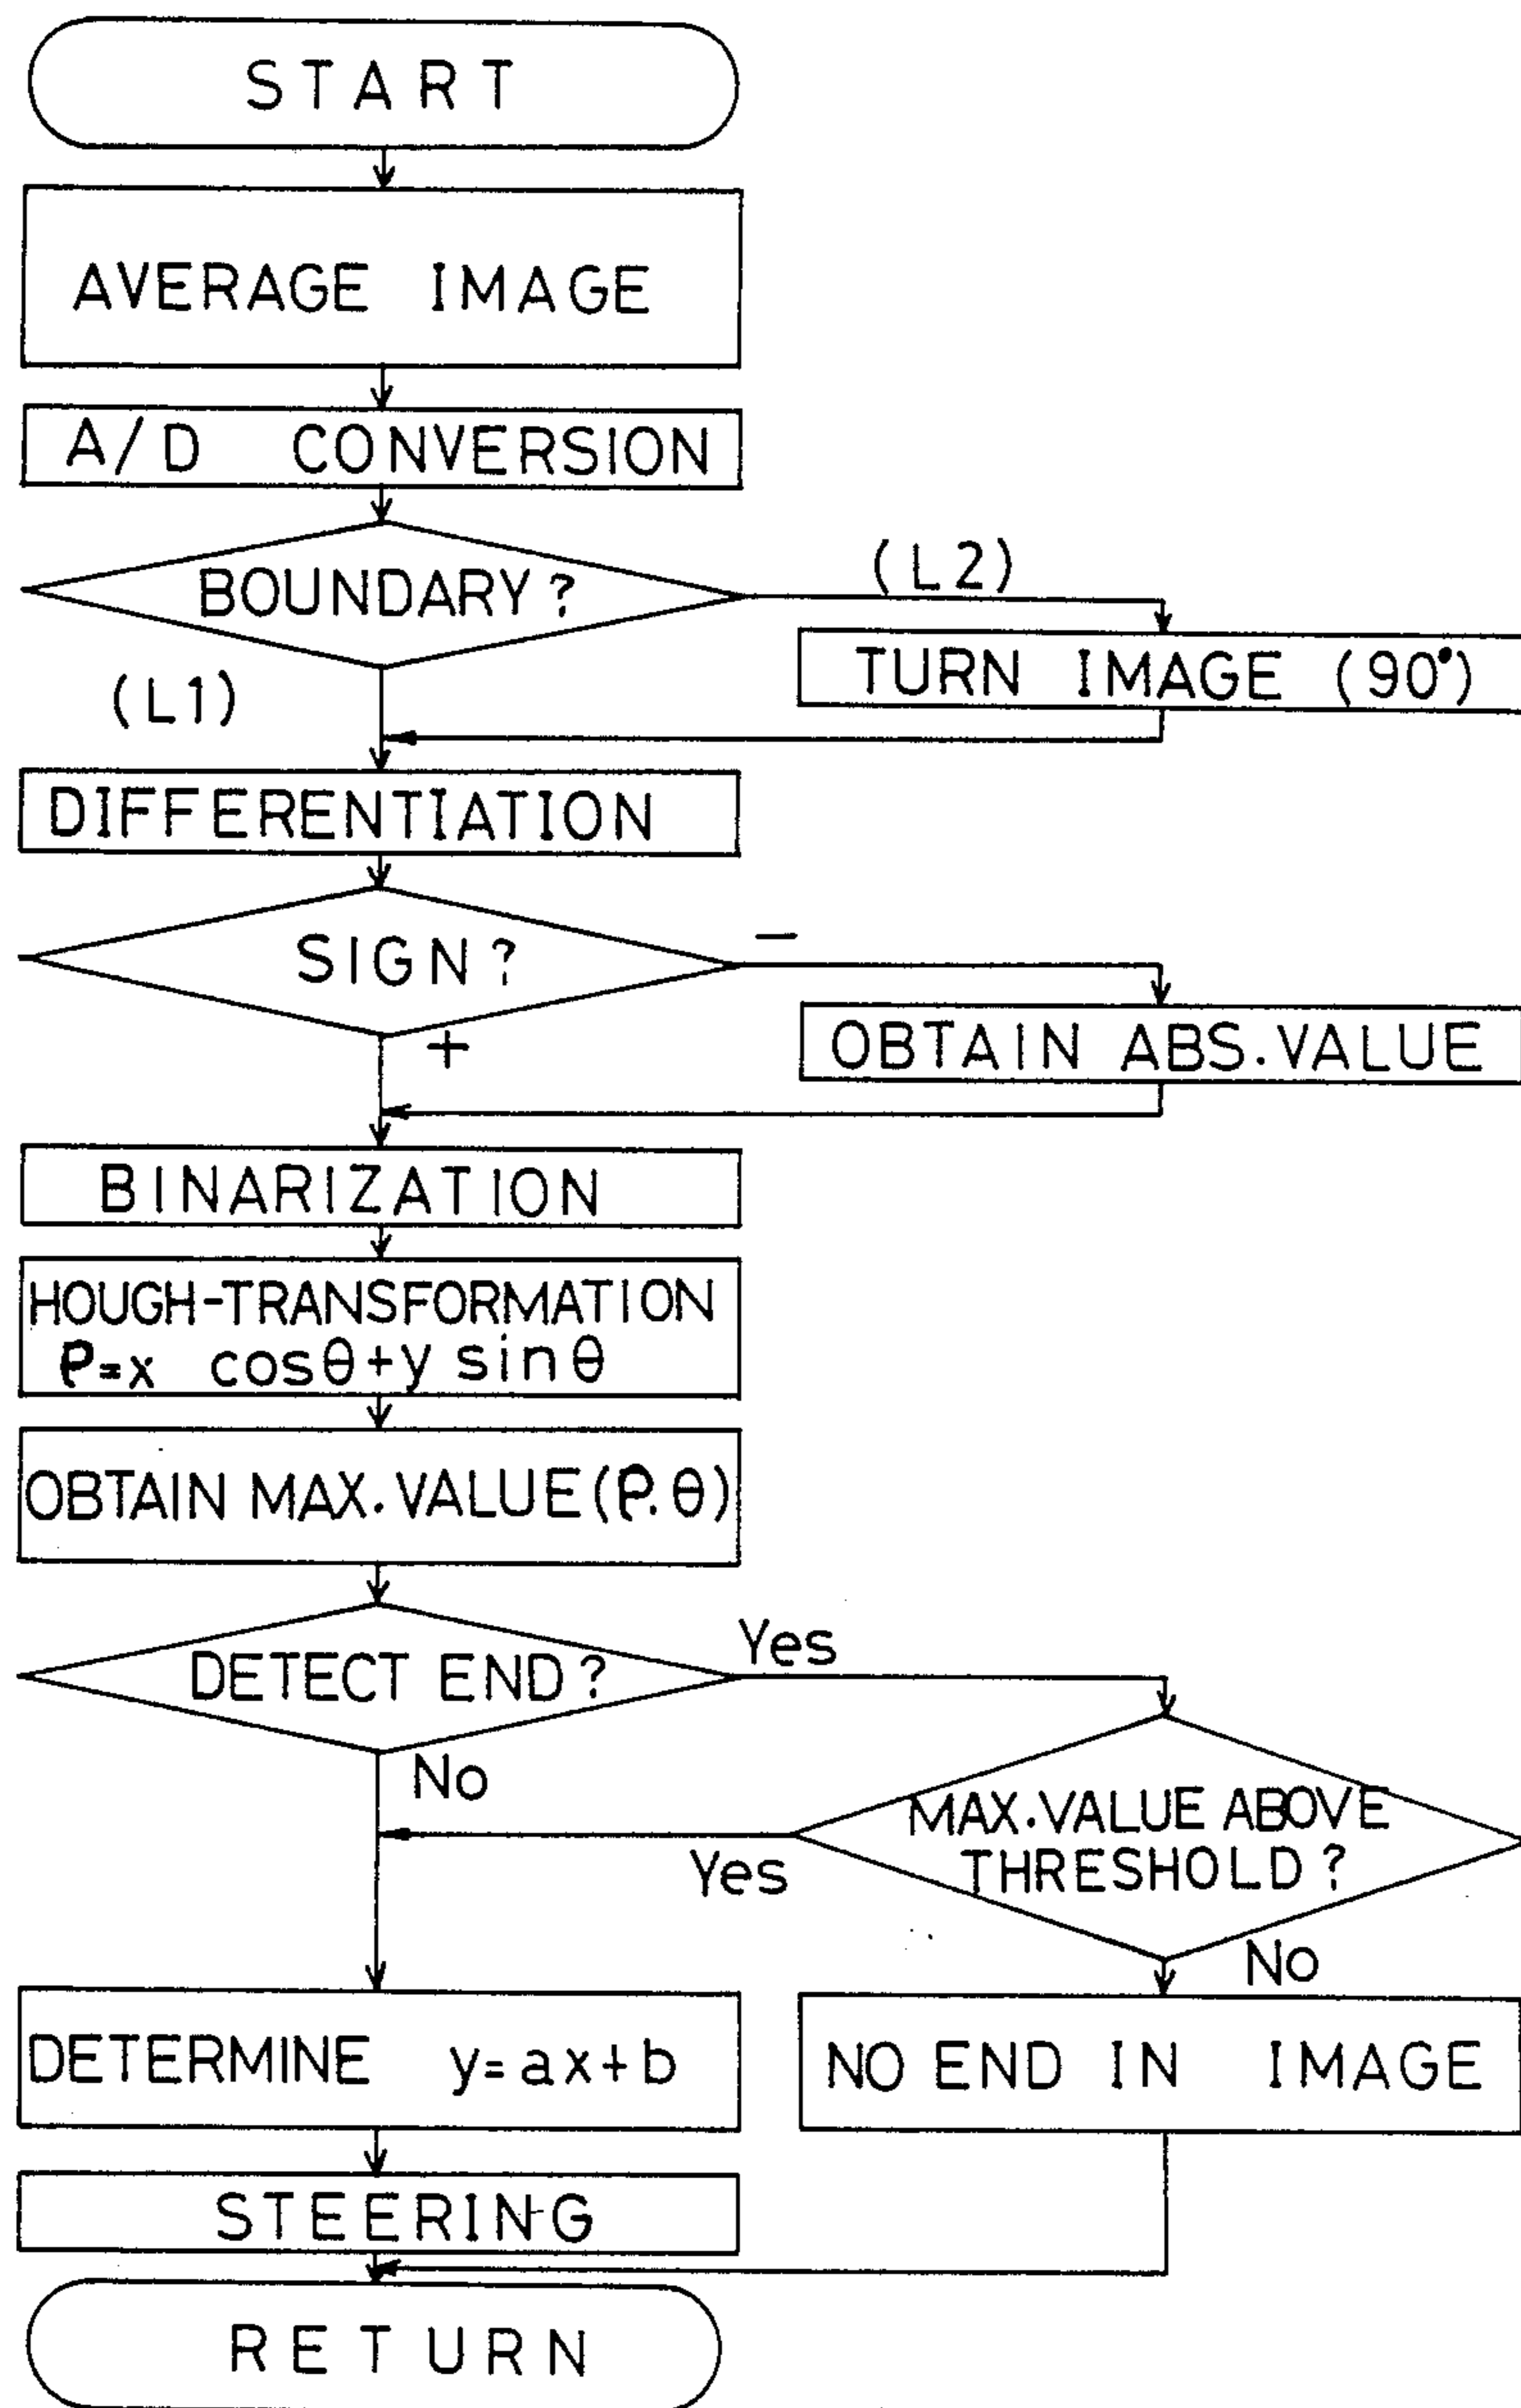 START
AVERAGE IMAGE
A/D CONVERSION
BOUNDARY?
(L2)
TURN IMAGE (90°)
(L1)
DIFFERENTIATION
SIGN?
−
+
OBTAIN ABS.VALUE
BINARIZATION
HOUGH-TRANSFORMATION
ρ=x cosθ+y sinθ
OBTAIN MAX.VALUE(ρ.θ)
DETECT END?
Yes
No
MAX.VALUE ABOVE
THRESHOLD?
Yes
No
DETERMINE y=ax+b
NO END IN IMAGE
STEERING
RETURN